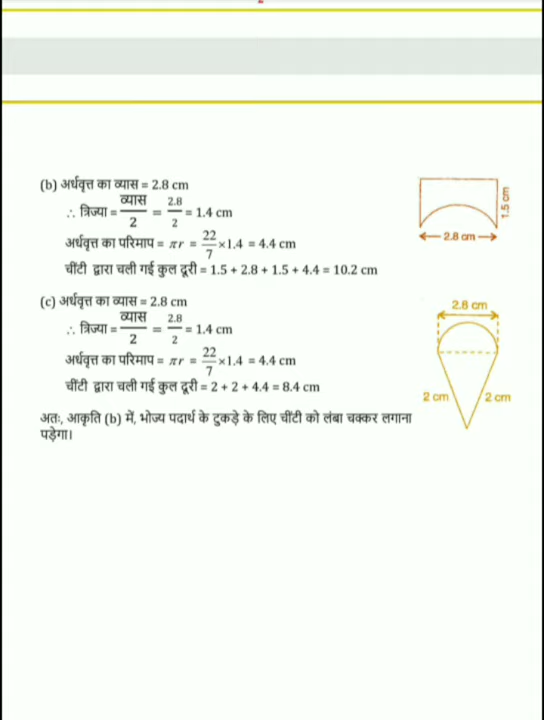 (b) अर्धवृत्त का व्यास = 2.8 cm
∴ त्रिज्या = व्यास/2 = 2.8/2 = 1.4 cm
अर्धवृत्त का परिमाप = πr = 22/7 ×1.4 = 4.4 cm
चींटी द्वारा चली गई कुल दूरी = 1.5 + 2.8 + 1.5 + 4.4 = 10.2 cm
1.5 cm
2.8 cm
(c) अर्धवृत्त का व्यास = 2.8 cm
∴ त्रिज्या = व्यास/2 = 2.8/2 = 1.4 cm
अर्धवृत्त का परिमाप = πr = 22/7 ×1.4 = 4.4 cm
चींटी द्वारा चली गई कुल दूरी = 2 + 2 + 4.4 = 8.4 cm
2.8 cm
2 cm
2 cm
अतः, आकृति (b) में, भोज्य पदार्थ के टुकड़े के लिए चींटी को लंबा चक्कर लगाना
पड़ेगा।